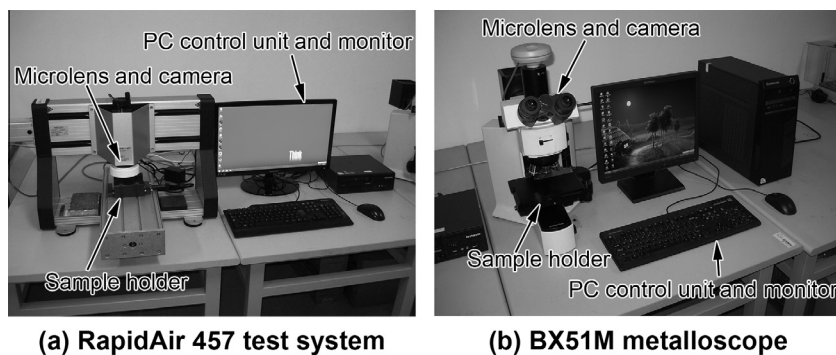 PC control unit and monitor
Microlens and camera
Sample holder
(a) RapidAir 457 test system
Microlens and camera
Sample holder
PC control unit and monitor
(b) BX51M metalloscope